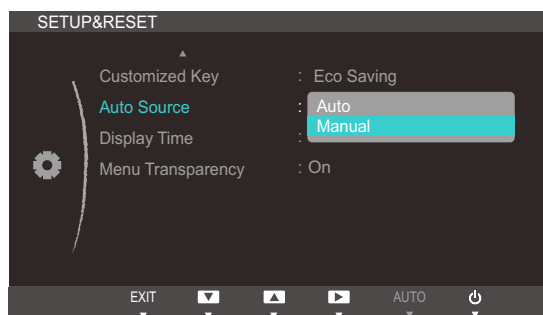 SETUP&RESET
Customized Key : Eco Saving
Auto Source : Auto
Manual
Display Time :
Menu Transparency : On
EXIT AUTO